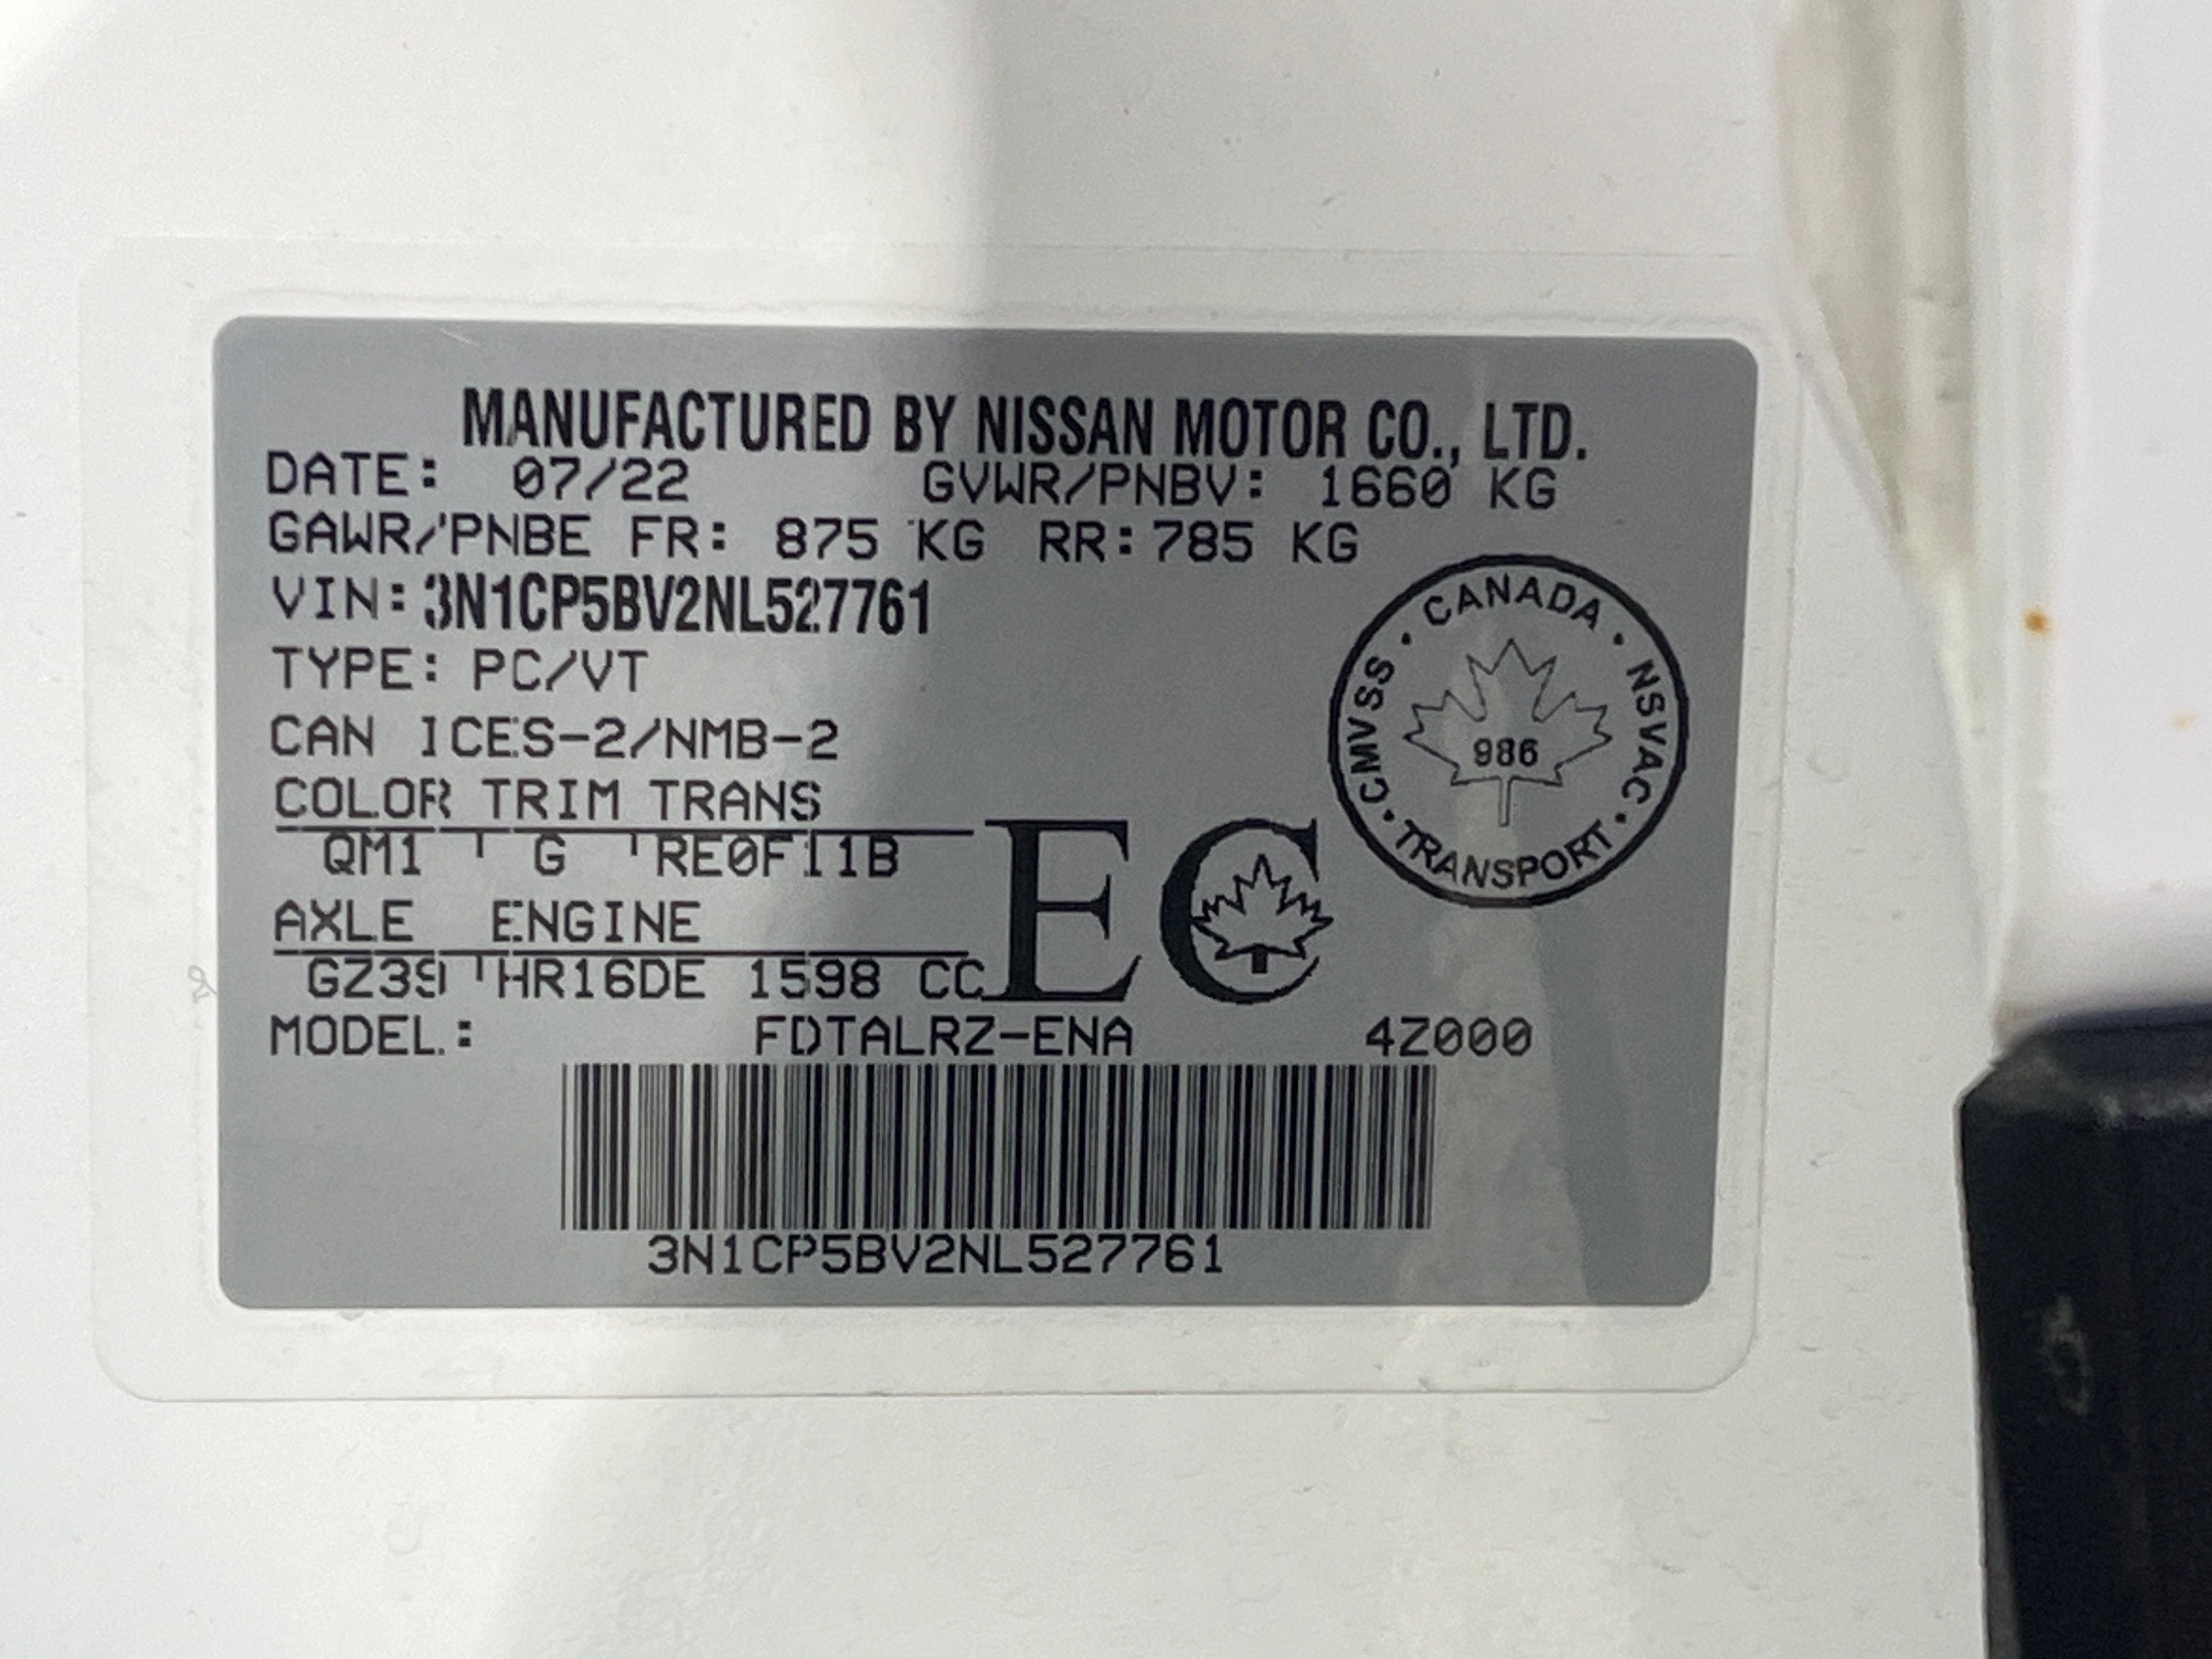 MANUFACTURED BY NISSAN MOTOR CO., LTD.
DATE: 07/22 GVWR/PNBV: 1660 KG
GAWR/PNBE FR: 875 KG RR: 785 KG
VIN: 3N1CP5BV2NL527761
TYPE: PC/VT
CAN ICES-2/NMB-2
COLOR TRIM TRANS
QM1 G RE0F11B
AXLE ENGINE
GZ39 HR16DE 1598 CC
MODEL: FDTALRZ-ENA 4Z000
3N1CP5BV2NL527761
EC
CANADA · NSVAC · TRANSPORT · CMVSS ·
986